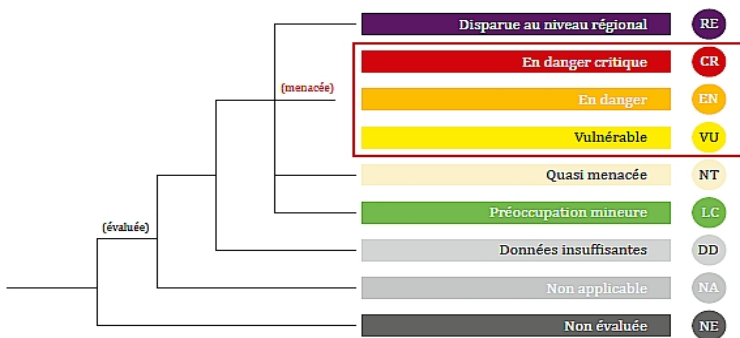 Disparue au niveau régional RE
En danger critique CR
(menacée)
En danger EN
Vulnérable VU
Quasi menacée NT
Préoccupation mineure LC
(évaluée)
Données insuffisantes DD
Non applicable NA
Non évaluée NE